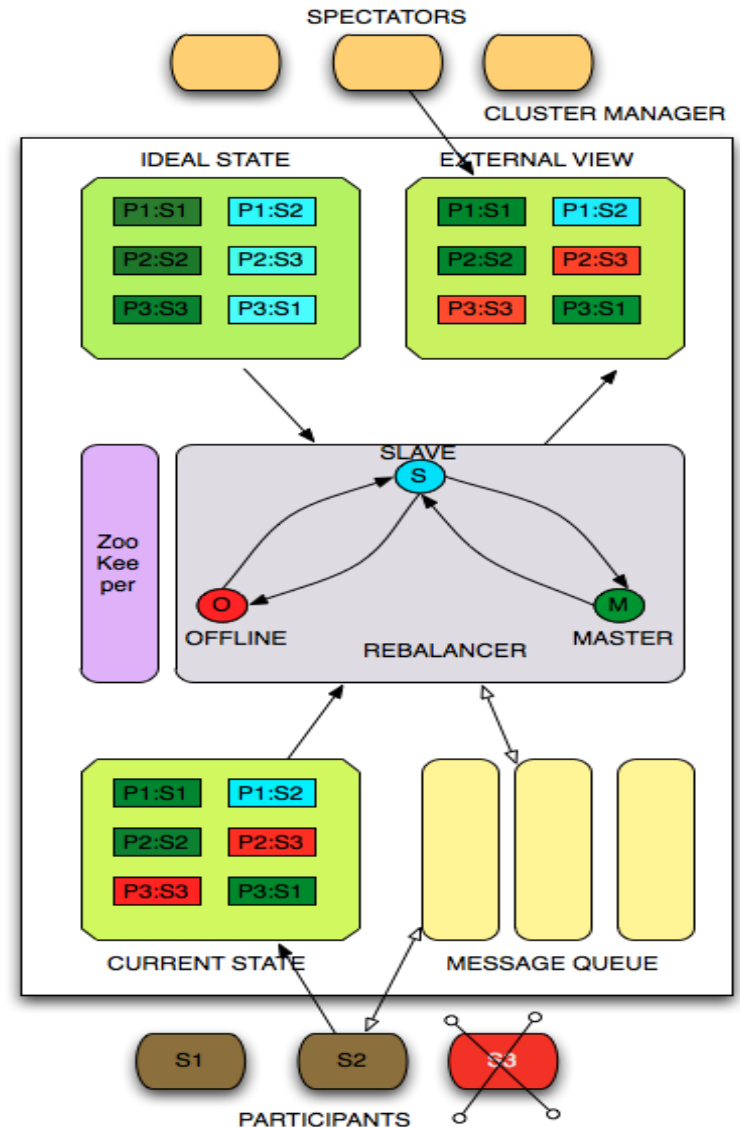 SPECTATORS
CLUSTER MANAGER
IDEAL STATE
EXTERNAL VIEW
P1:S1 P1:S2
P2:S2 P2:S3
P3:S3 P3:S1
P1:S1 P1:S2
P2:S2 P2:S3
P3:S3 P3:S1
Zoo
Kee
per
SLAVE
S
O
OFFLINE
M
MASTER
REBALANCER
P1:S1 P1:S2
P2:S2 P2:S3
P3:S3 P3:S1
CURRENT STATE
MESSAGE QUEUE
S1
S2
S3
PARTICIPANTS